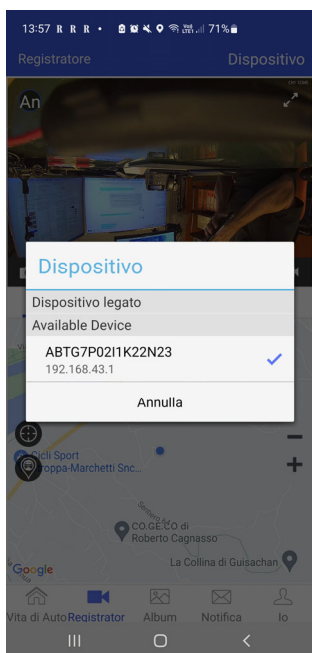 13:57 R R R • 71%
Registratore Dispositivo
An
Dispositivo
Dispositivo legato
Available Device
ABTG7P02I1K22N23
192.168.43.1
Annulla
Cicli Sport
roppa-Marchetti Snc...
CO.GE.CO di
Roberto Cagnasso
La Collina di Guisachan
Google
Vita di Auto Registrator Album Notifica Io